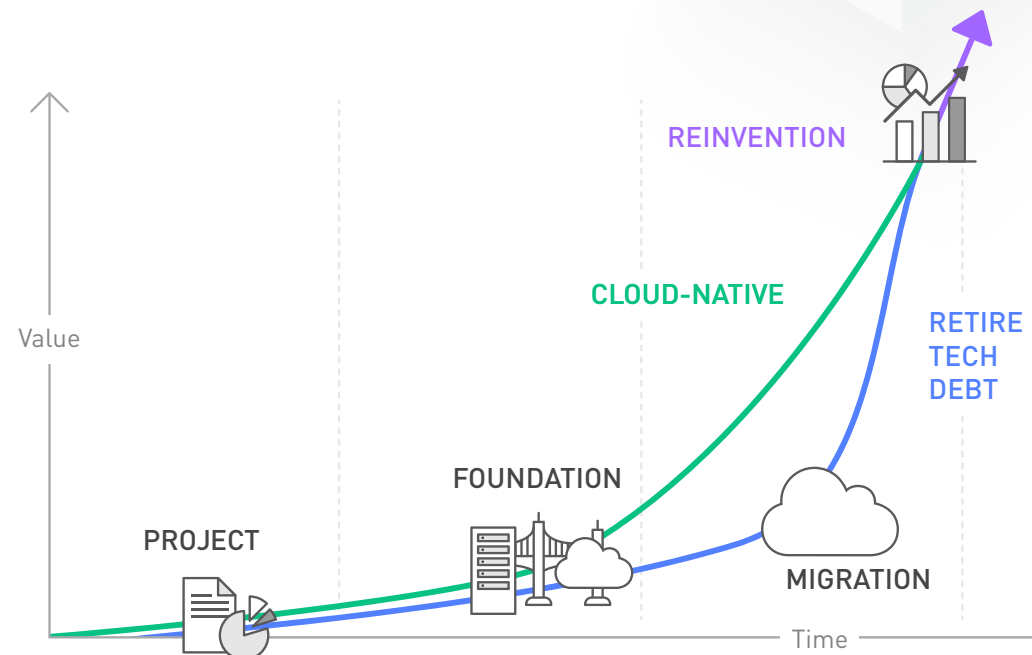 REINVENTION
CLOUD-NATIVE
RETIRE
TECH
DEBT
Value
FOUNDATION
PROJECT
MIGRATION
Time